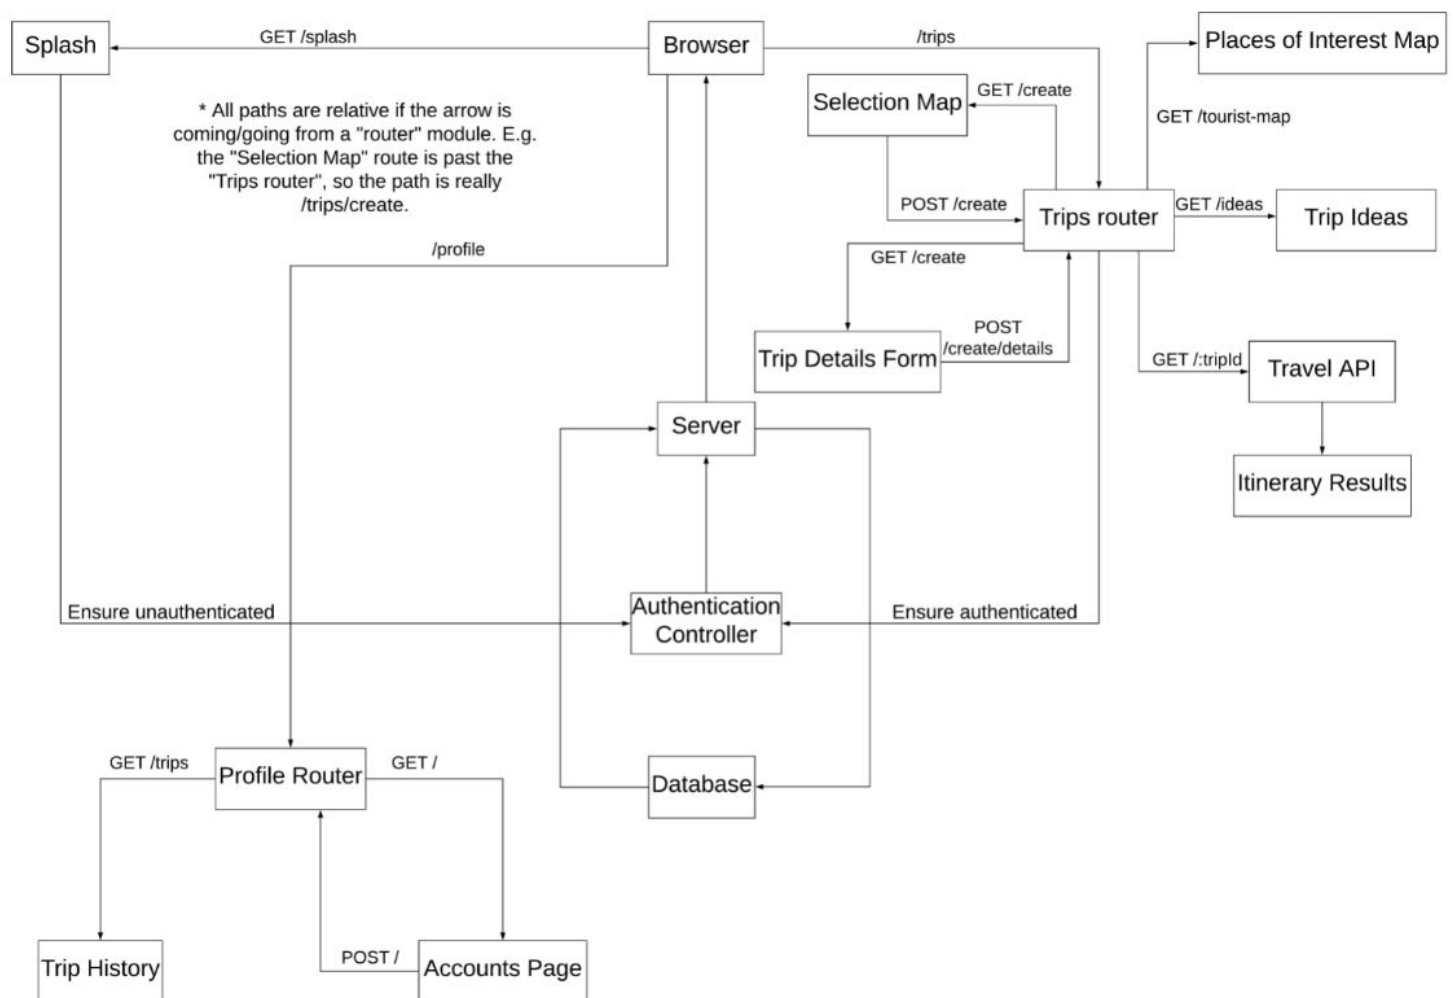 Splash
GET /splash
Browser
/trips
Places of Interest Map
Selection Map
GET /create
GET /tourist-map
* All paths are relative if the arrow is
coming/going from a "router" module. E.g.
the "Selection Map" route is past the
"Trips router", so the path is really
/trips/create.
POST /create
Trips router
GET /ideas
Trip Ideas
/profile
GET /create
POST
/create/details
Trip Details Form
GET /:tripId
Travel API
Server
Itinerary Results
Ensure unauthenticated
Authentication
Controller
Ensure authenticated
GET /trips
Profile Router
GET /
Database
Trip History
POST /
Accounts Page